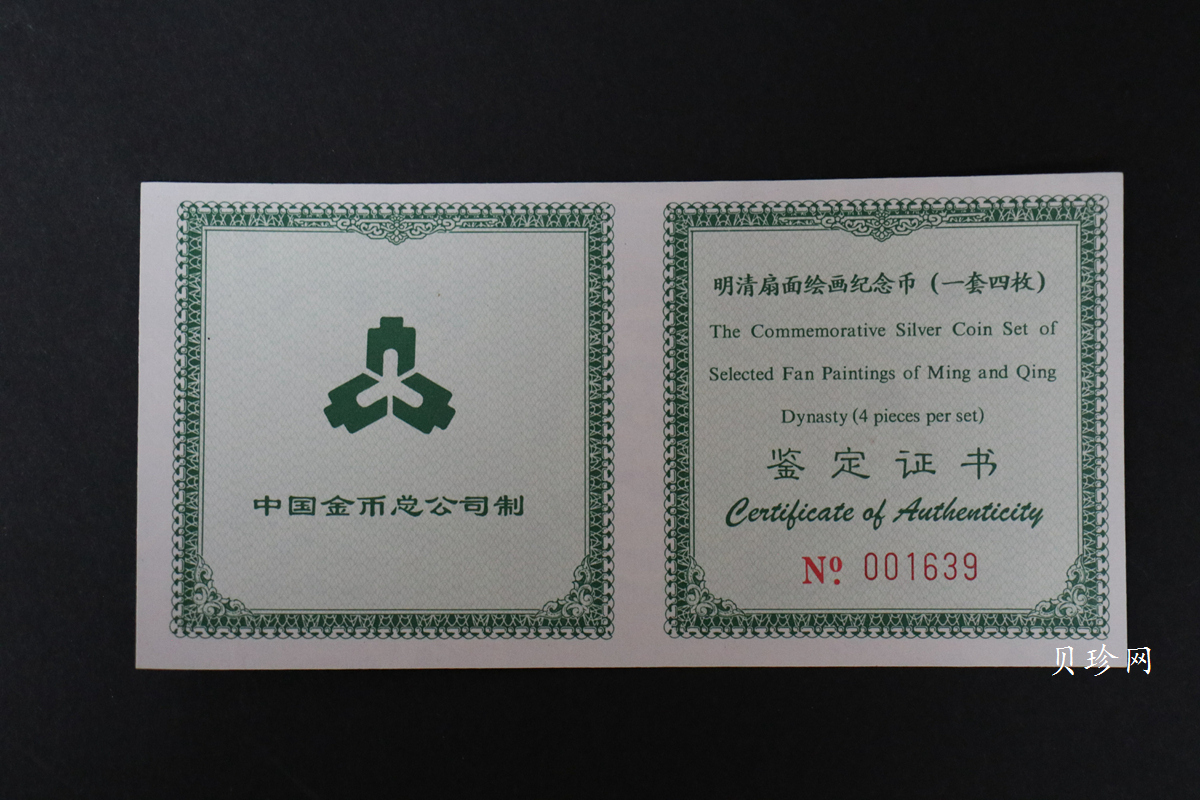 中国金币总公司制
明清扇面绘画纪念币（一套四枚）
The Commemorative Silver Coin Set of
Selected Fan Paintings of Ming and Qing
Dynasty (4 pieces per set)
鉴定证书
Certificate of Authenticity
Nº. 001639
贝珍网